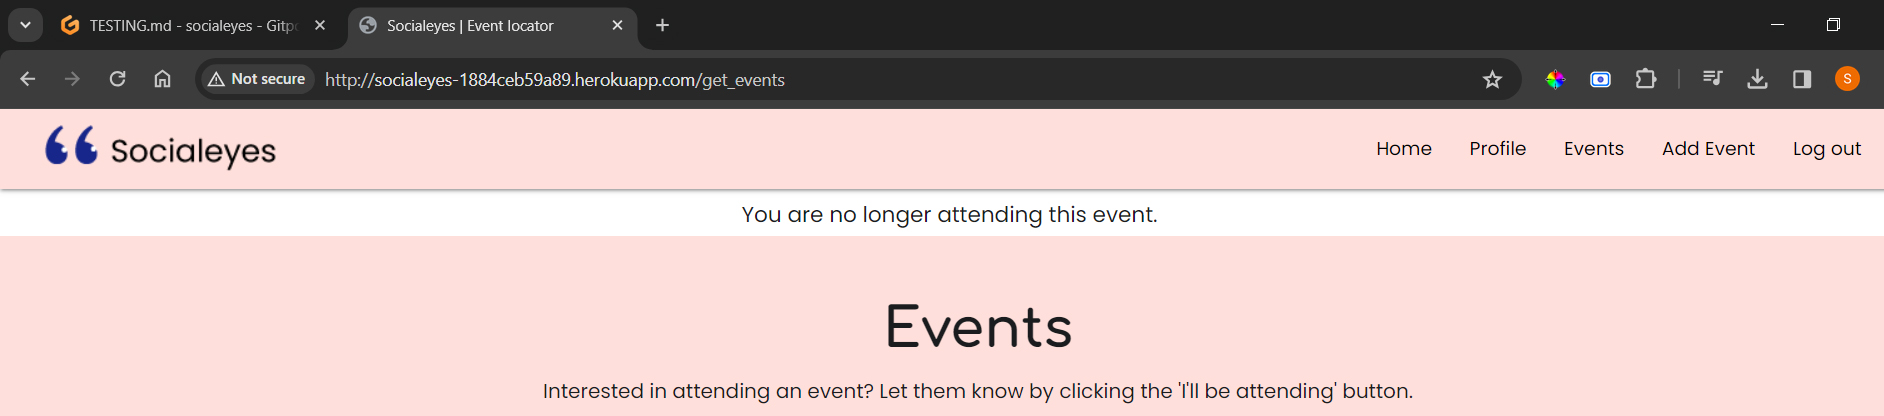 TESTING.md - socialeyes - Gitp
Socialeyes | Event locator
Not secure
http://socialeyes-1884ceb59a89.herokuapp.com/get_events
S
Socialeyes
Home Profile Events Add Event Log out
You are no longer attending this event.
Events
Interested in attending an event? Let them know by clicking the 'I'll be attending' button.